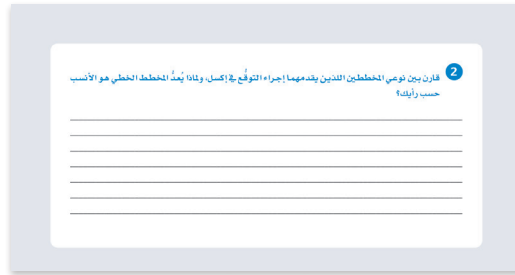 2 قارن بين نوعي المخططين اللذين يقدمهما إجراء التوقُّع في إكسل، ولماذا يُعدُّ المخطط الخطي هو الأنسب
حسب رأيك؟